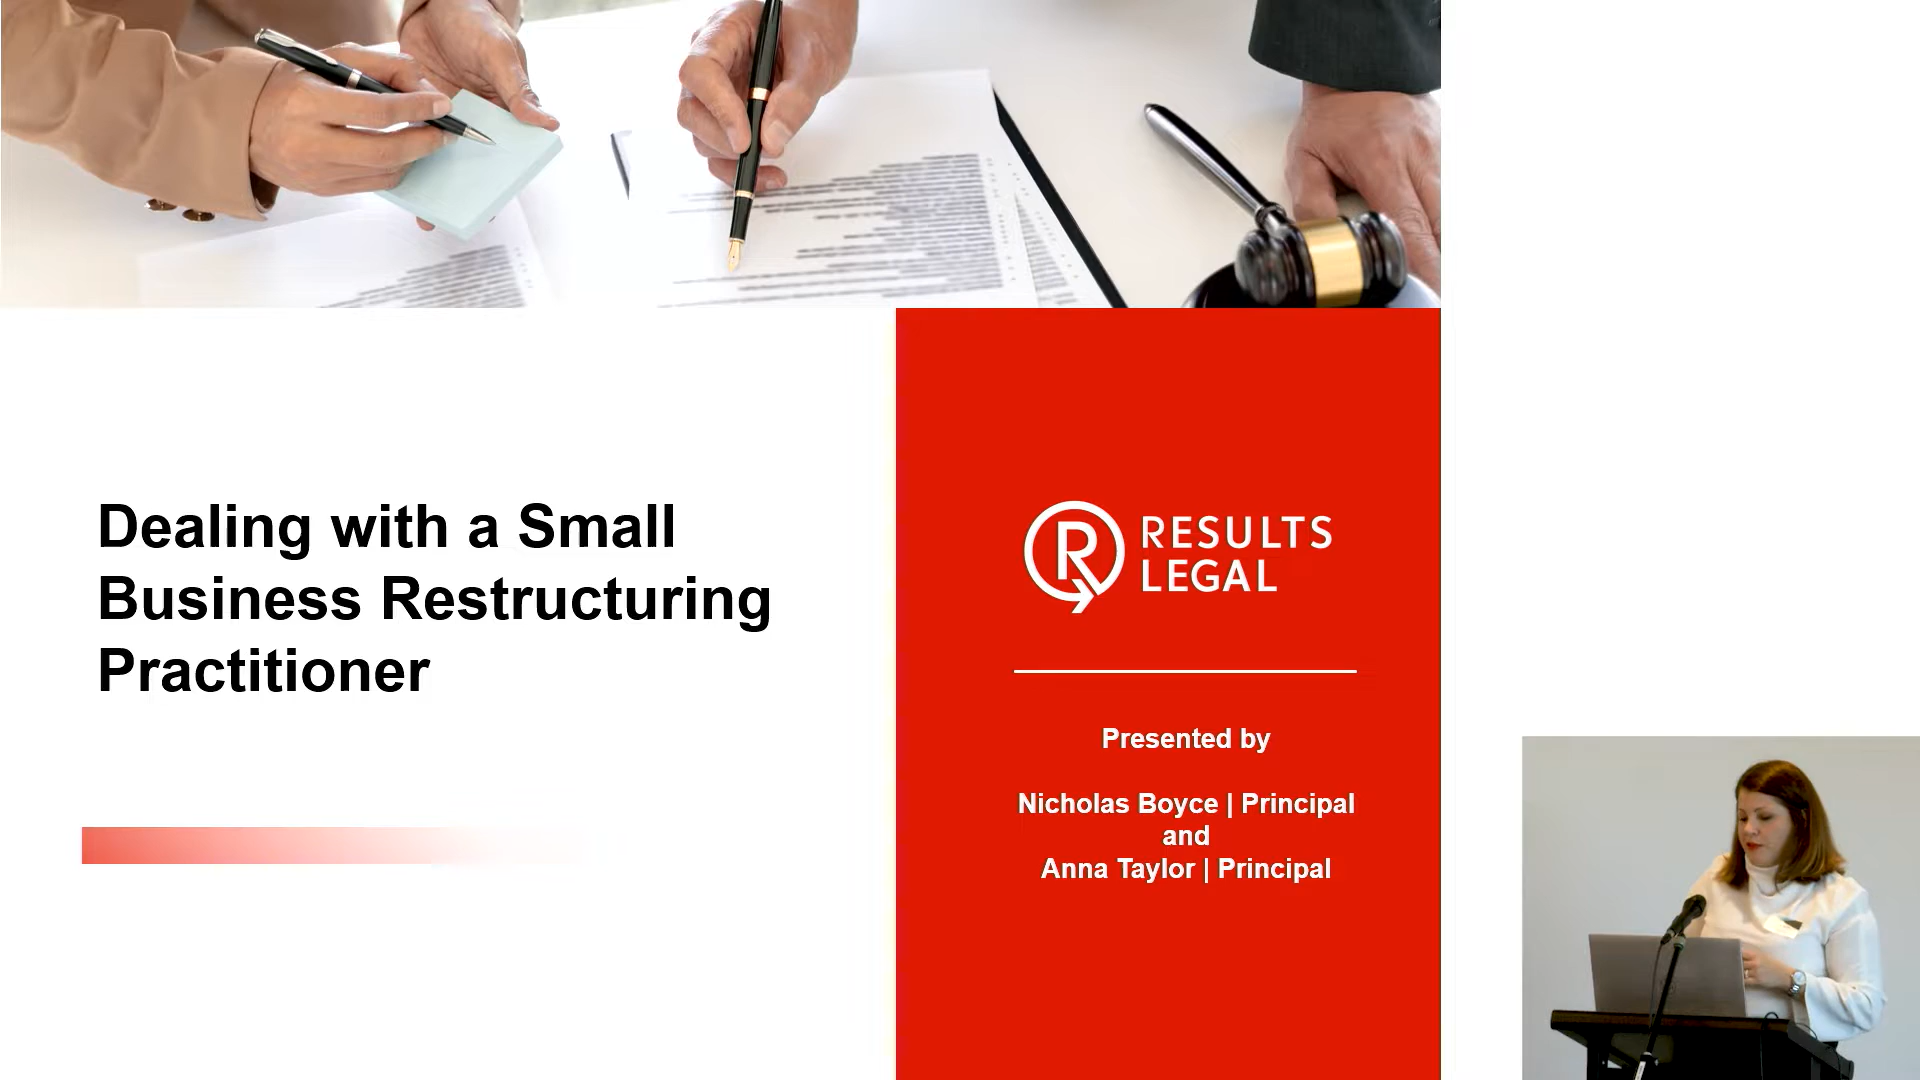 Dealing with a Small
Business Restructuring
Practitioner
RESULTS
LEGAL
Presented by
Nicholas Boyce | Principal
and
Anna Taylor | Principal